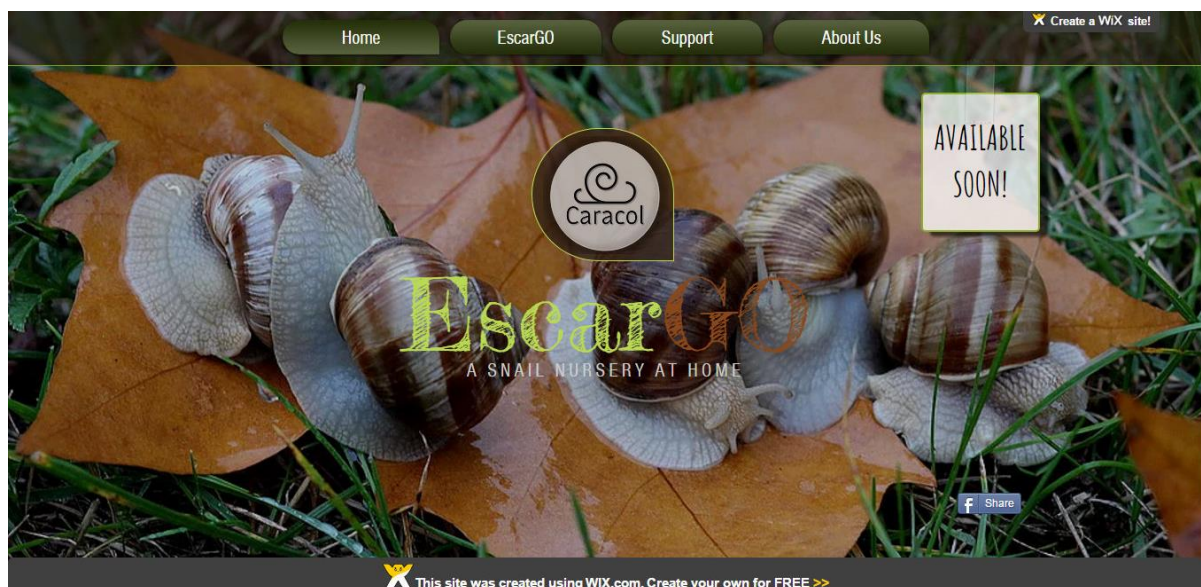 Home EscarGO Support About Us
Create a WiX site!
AVAILABLE
SOON!
Caracol
EscarGO
A SNAIL NURSERY AT HOME
f Share
This site was created using WIX.com. Create your own for FREE >>